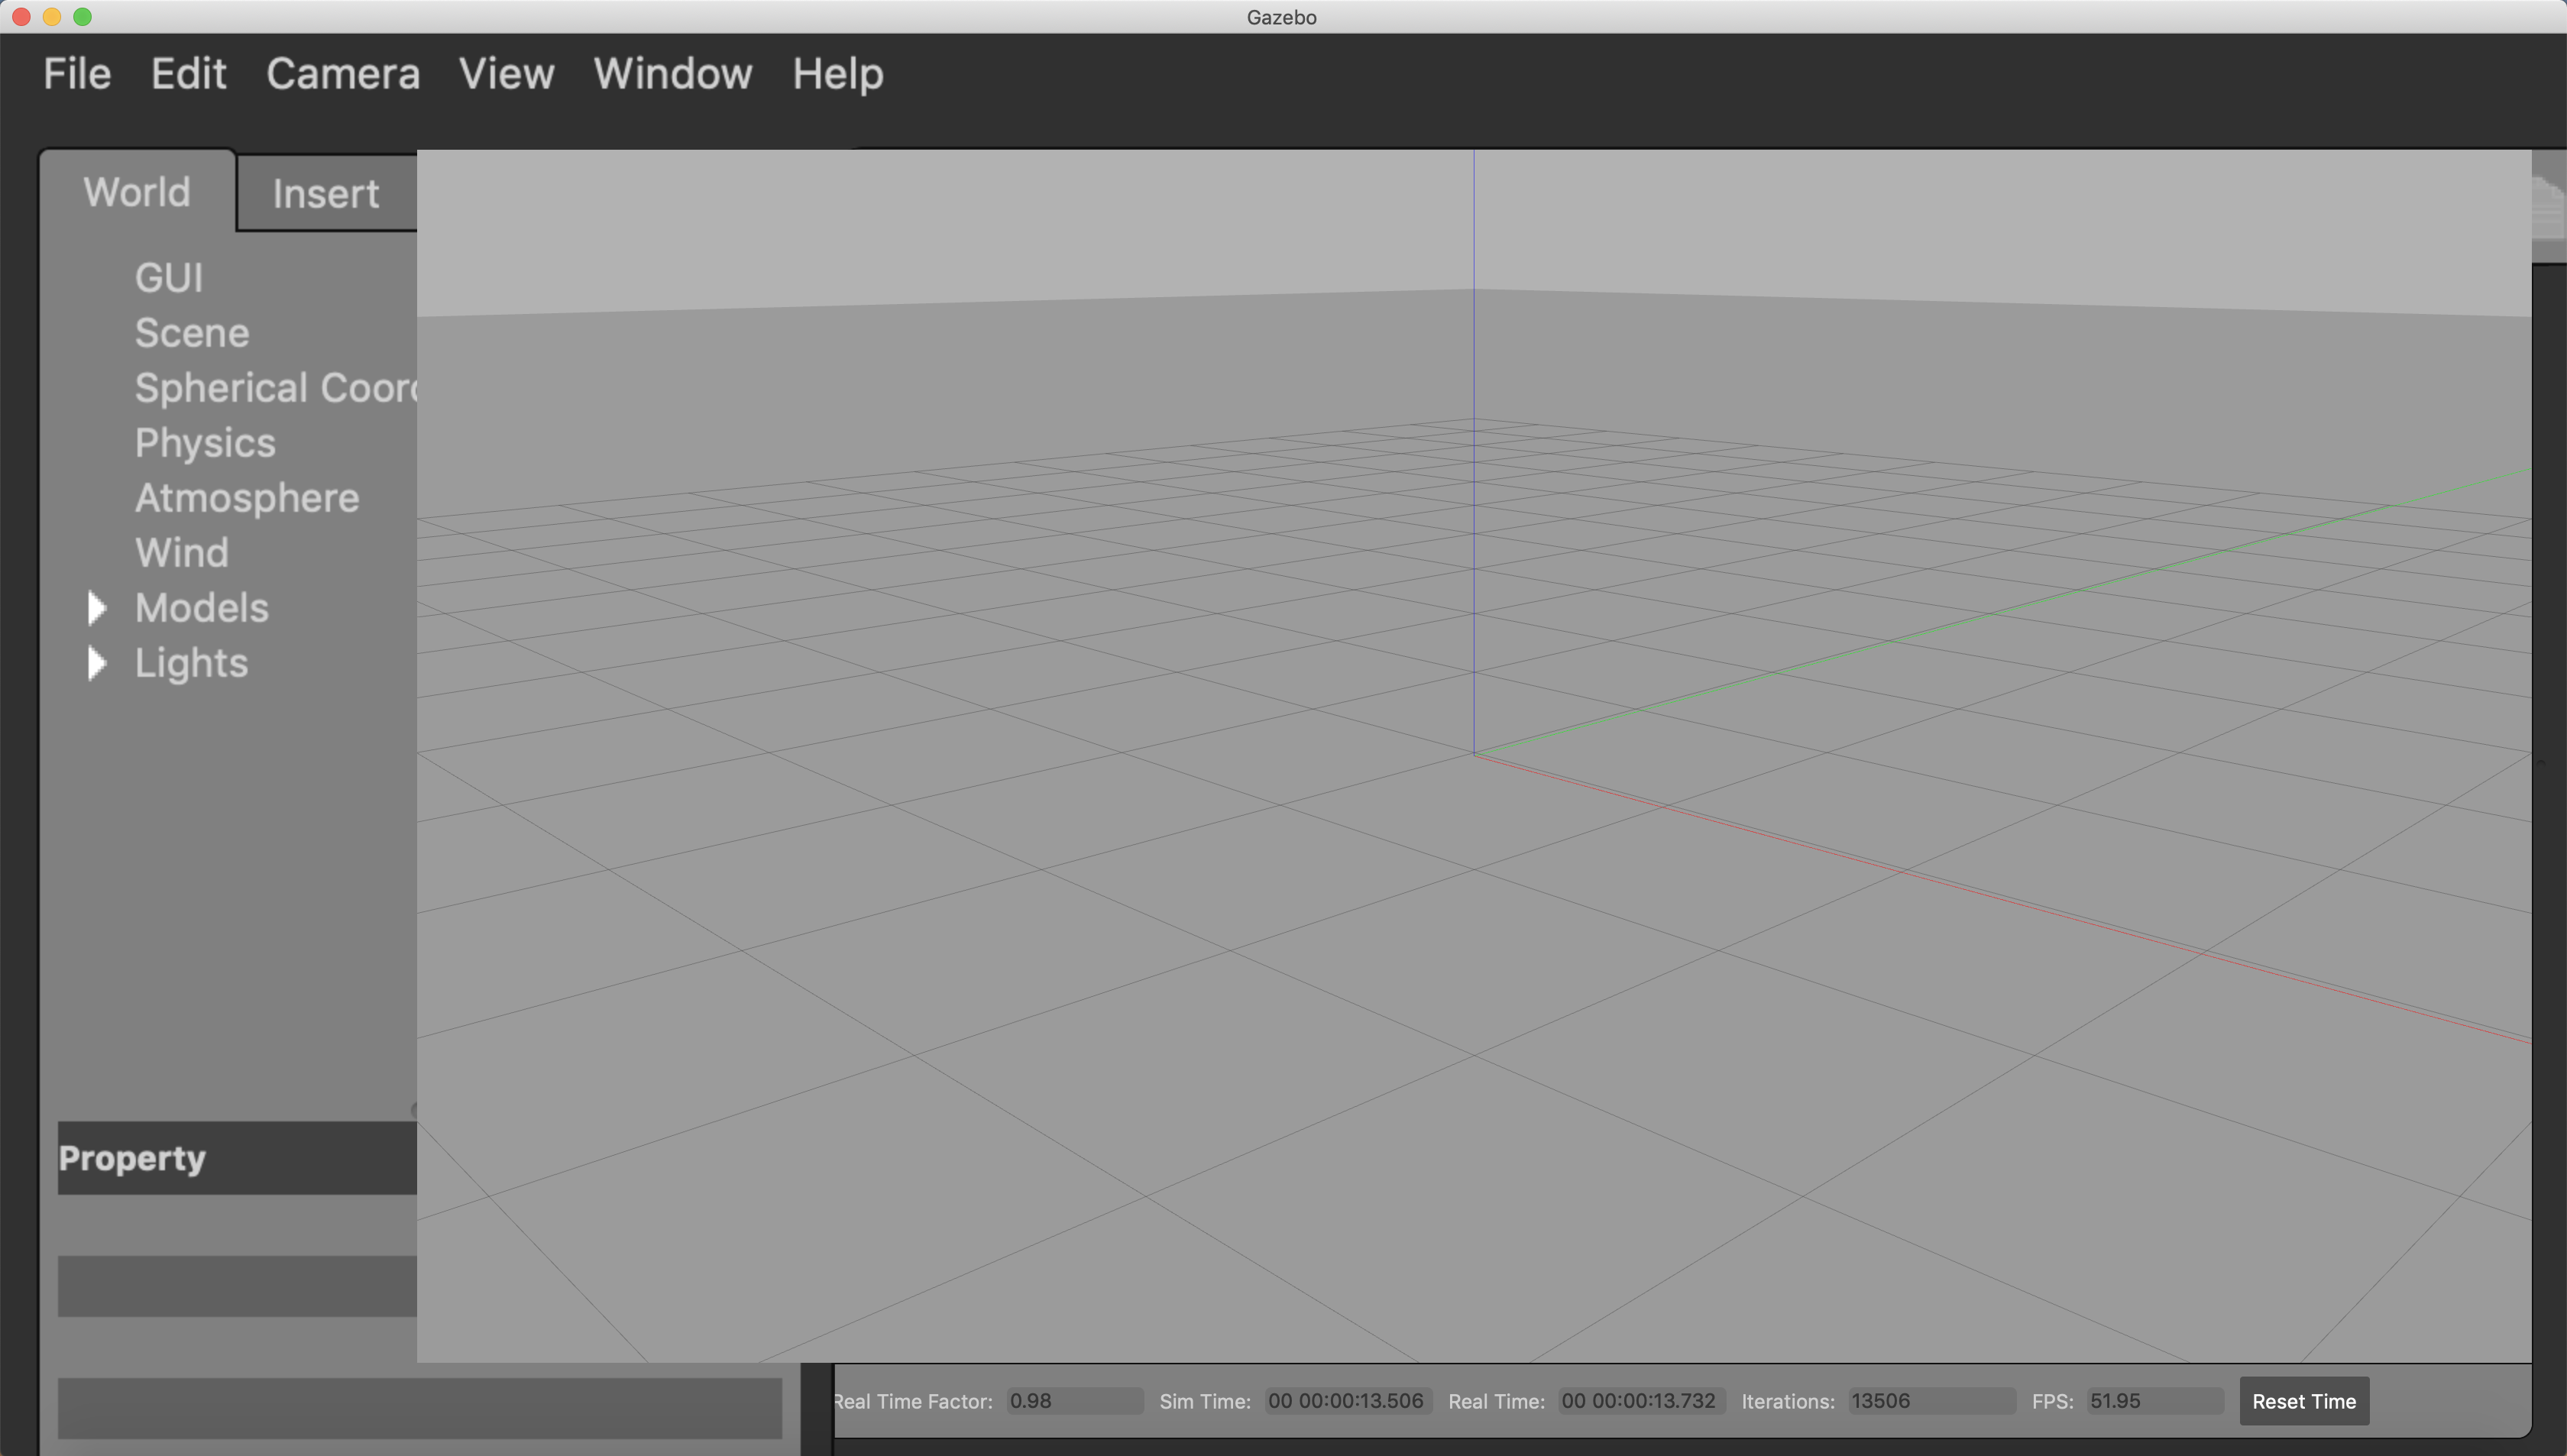 Gazebo
File Edit Camera View Window Help
World Insert
GUI
Scene
Spherical Coord
Physics
Atmosphere
Wind
Models
Lights
Property
Real Time Factor: 0.98 Sim Time: 00 00:00:13.506 Real Time: 00 00:00:13.732 Iterations: 13506 FPS: 51.95 Reset Time